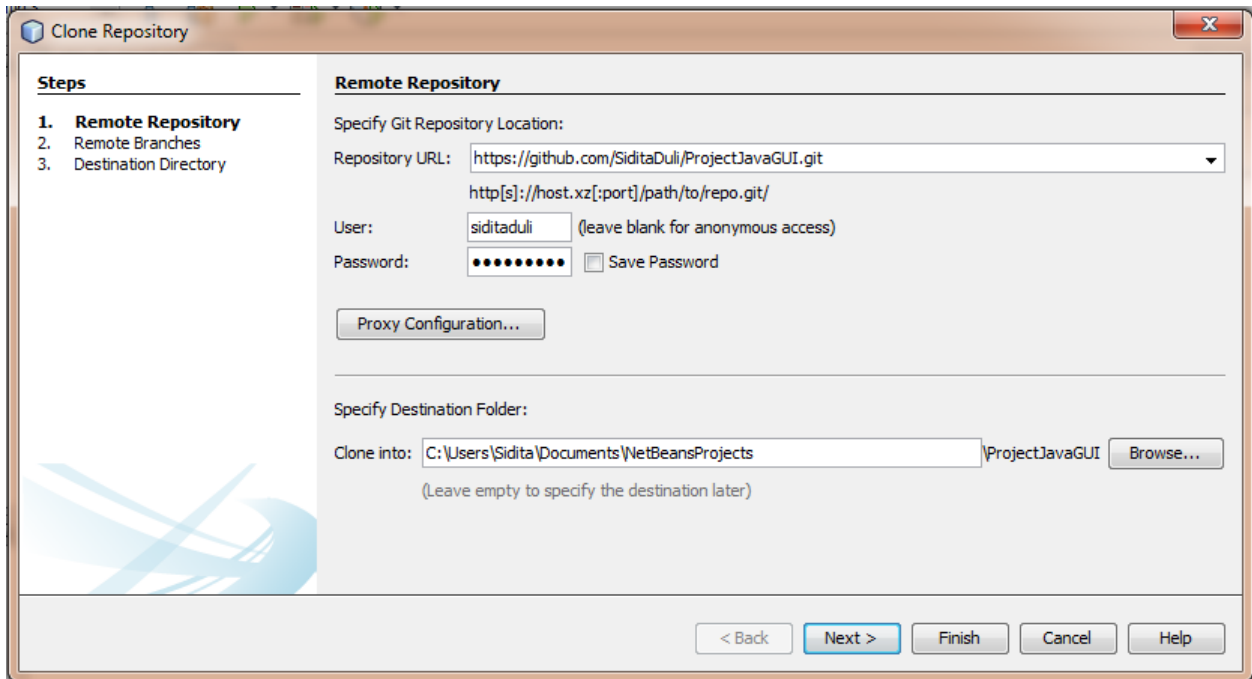 Clone Repository
Steps
1. Remote Repository
2. Remote Branches
3. Destination Directory
Remote Repository
Specify Git Repository Location:
Repository URL: https://github.com/SiditaDuli/ProjectJavaGUI.git
http[s]://host.xz[:port]/path/to/repo.git/
User: siditaduli (leave blank for anonymous access)
Password: ●●●●●●●●● Save Password
Proxy Configuration...
Specify Destination Folder:
Clone into: C:\Users\Sidita\Documents\NetBeansProjects \ProjectJavaGUI Browse...
(Leave empty to specify the destination later)
< Back Next > Finish Cancel Help